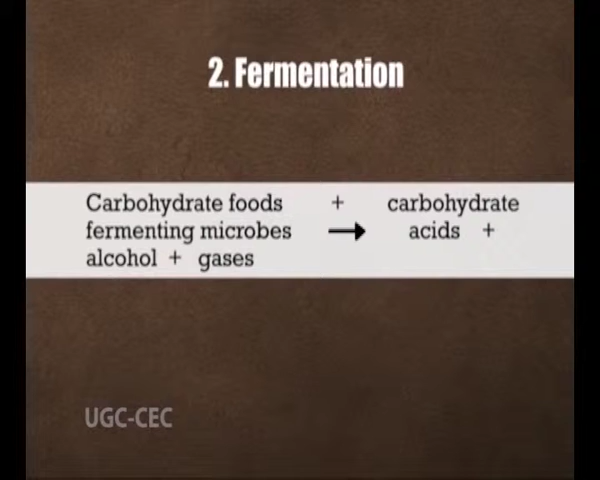 2. Fermentation
Carbohydrate foods + carbohydrate
fermenting microbes → acids +
alcohol + gases
UGC-CEC